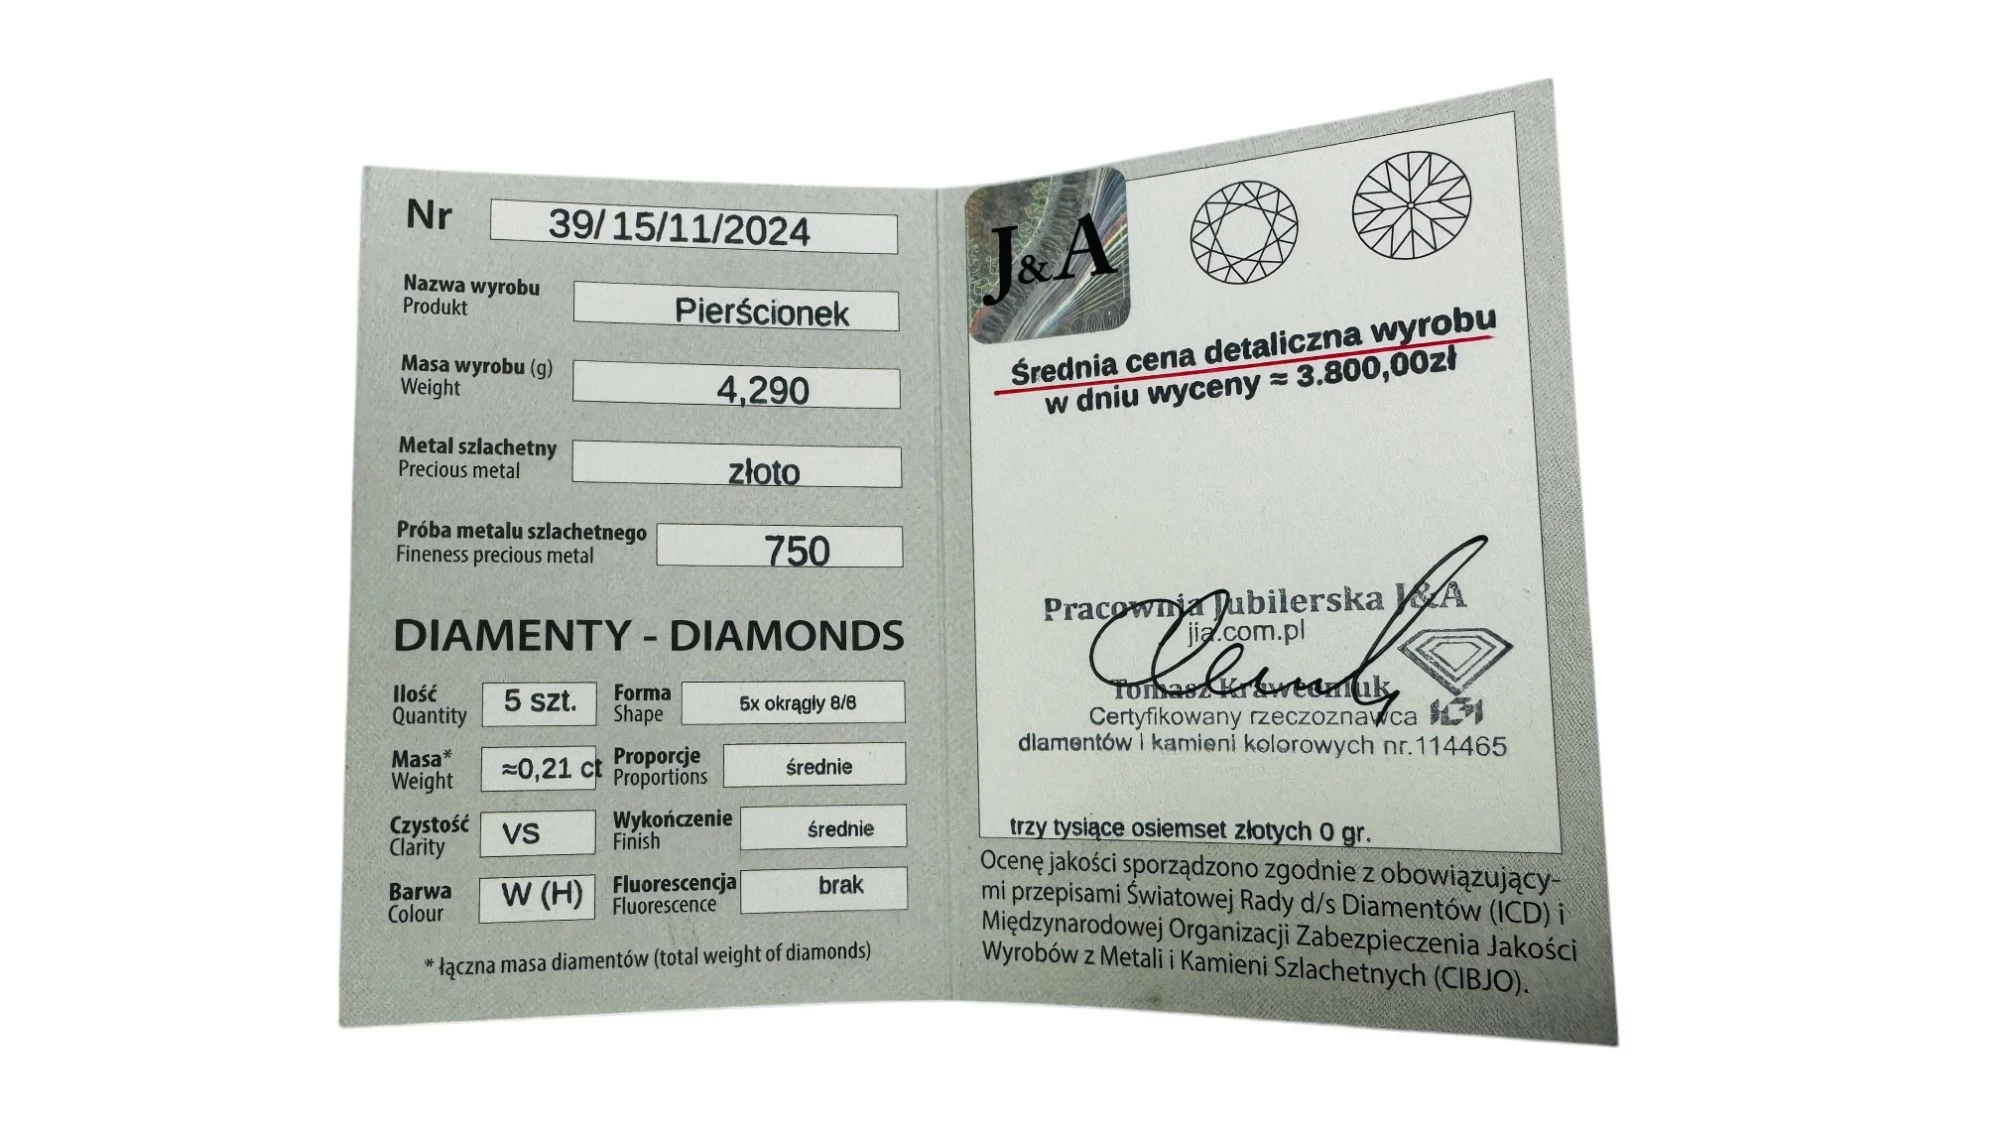 Nr 39/ 15/11/2024
Nazwa wyrobu
Produkt
Pierścionek
Masa wyrobu (g)
Weight
4,290
Metal szlachetny
Precious metal
złoto
Próba metalu szlachetnego
Fineness precious metal
750
DIAMENTY - DIAMONDS
Ilość
Quantity
5 szt.
Forma
Shape
5x okrągły 8/8
Masa*
Weight
≈0,21 ct
Proporcje
Proportions
średnie
Czystość
Clarity
VS
Wykończenie
Finish
średnie
Barwa
Colour
W (H)
Fluorescencja
Fluorescence
brak
* łączna masa diamentów (total weight of diamonds)
J&A
Średnia cena detaliczna wyrobu
w dniu wyceny ≈ 3.800,00zł
Pracownia Jubilerska J&A
jia.com.pl
Tomasz Krawczniuk
Certyfikowany rzeczoznawca
diamentów i kamieni kolorowych nr.114465
trzy tysiące osiemset złotych 0 gr.
Ocenę jakości sporządzono zgodnie z obowiązujący-
mi przepisami Światowej Rady d/s Diamentów (ICD) i
Międzynarodowej Organizacji Zabezpieczenia Jakości
Wyrobów z Metali i Kamieni Szlachetnych (CIBJO).